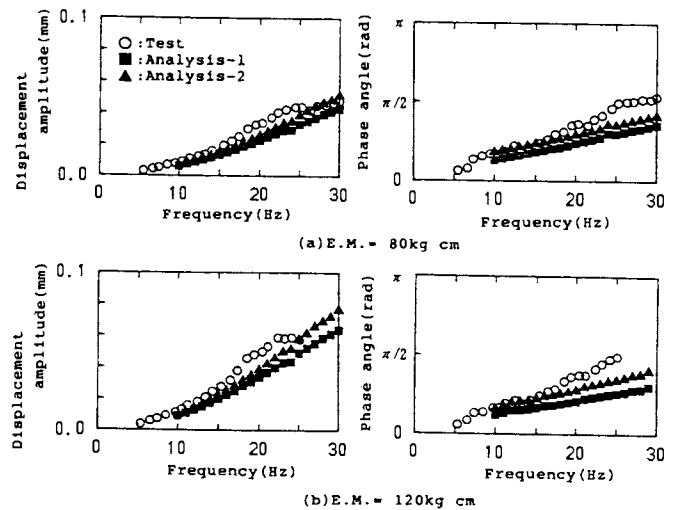 Displacement
amplitude(mm)
0.1
0.0
○:Test
■:Analysis-1
▲:Analysis-2
0 10 20 30
Frequency(Hz)
Phase angle(rad)
π
π/2
0
0 10 20 30
Frequency(Hz)
(a)E.M.= 80kg cm
Displacement
amplitude(mm)
0.1
0.0
0 10 20 30
Frequency(Hz)
Phase angle(rad)
π
π/2
0
0 10 20 30
Frequency(Hz)
(b)E.M.= 120kg cm